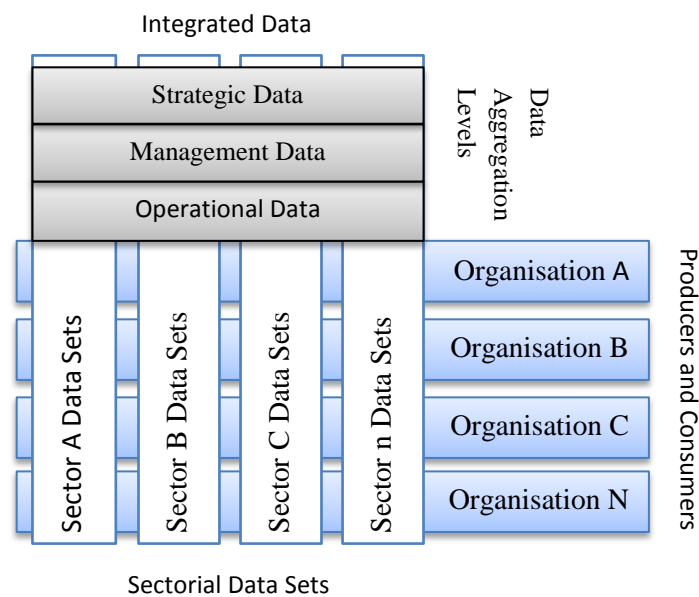 Integrated Data
Strategic Data
Management Data
Operational Data
Data
Aggregation
Levels
Organisation A
Organisation B
Organisation C
Organisation N
Producers and Consumers
Sector A Data Sets
Sector B Data Sets
Sector C Data Sets
Sector n Data Sets
Sectorial Data Sets